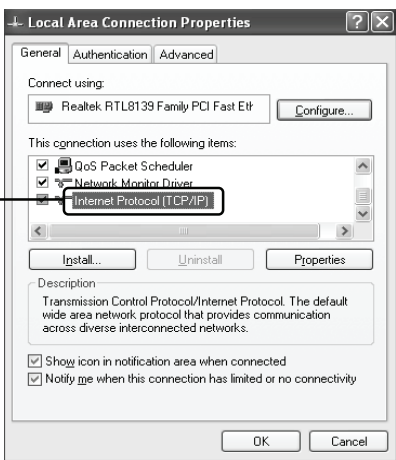 Local Area Connection Properties
General Authentication Advanced
Connect using:
Realtek RTL8139 Family PCI Fast Eth
Configure...
This connection uses the following items:
QoS Packet Scheduler
Network Monitor Driver
Internet Protocol (TCP/IP)
Install... Uninstall Properties
Description
Transmission Control Protocol/Internet Protocol. The default
wide area network protocol that provides communication
across diverse interconnected networks.
Show icon in notification area when connected
Notify me when this connection has limited or no connectivity
OK Cancel